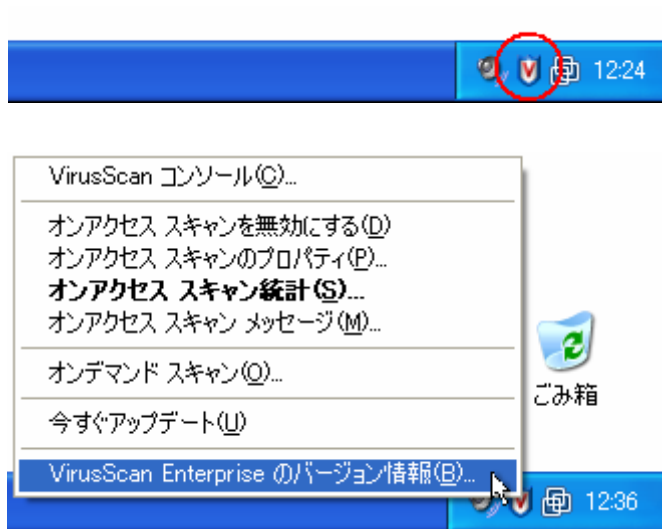 12:24
VirusScan コンソール(C)...
オンアクセス スキャンを無効にする(D)
オンアクセス スキャンのプロパティ(P)...
オンアクセス スキャン統計(S)...
オンアクセス スキャン メッセージ(M)...
オンデマンド スキャン(O)...
ごみ箱
今すぐアップデート(U)
VirusScan Enterprise のバージョン情報(B)...
12:36